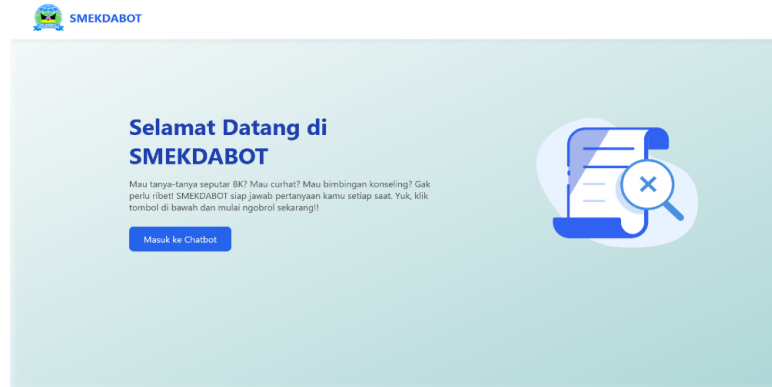 SMEKDABOT
Selamat Datang di
SMEKDABOT
Mau tanya-tanya seputar BK? Mau curhat? Mau bimbingan konseling? Gak
perlu ribet! SMEKDABOT siap jawab pertanyaan kamu setiap saat. Yuk, klik
tombol di bawah dan mulai ngobrol sekarang!!
Masuk ke Chatbot